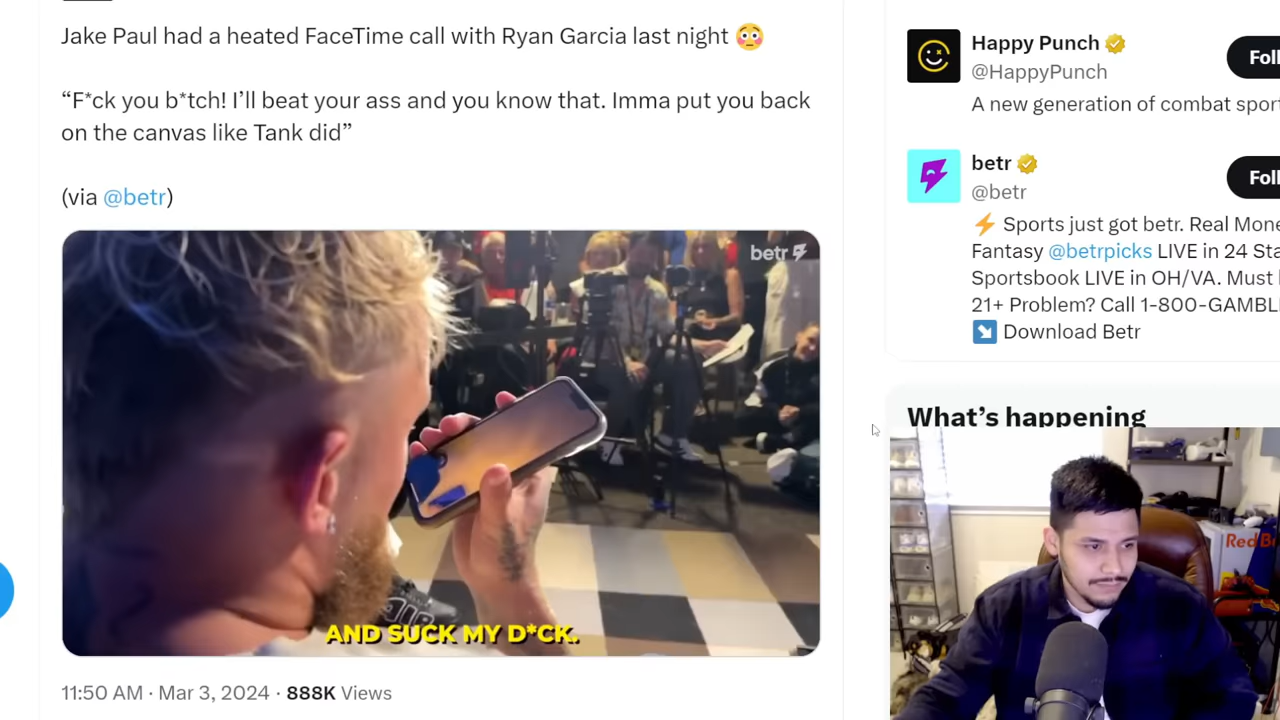 Jake Paul had a heated FaceTime call with Ryan Garcia last night 😳
“F*ck you b*tch! I’ll beat your ass and you know that. Imma put you back
on the canvas like Tank did”
(via @betr)
betr
AND SUCK MY D*CK.
11:50 AM · Mar 3, 2024 · 888K Views
Happy Punch
@HappyPunch
Foll
A new generation of combat sport
betr
@betr
Foll
⚡ Sports just got betr. Real Mone
Fantasy @betrpicks LIVE in 24 Sta
Sportsbook LIVE in OH/VA. Must
21+ Problem? Call 1-800-GAMBL
↘️ Download Betr
What’s happening
Red B